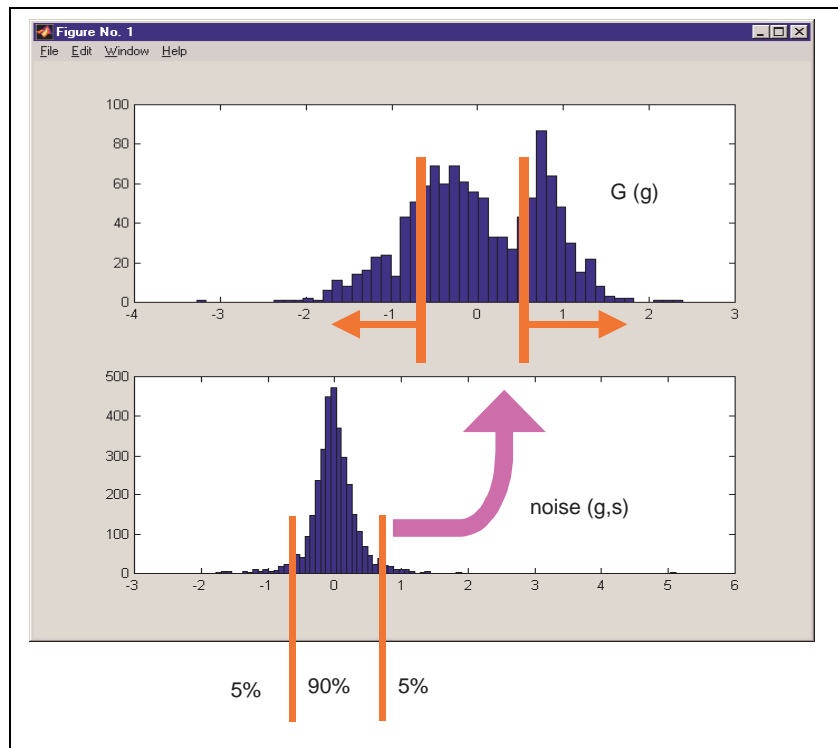 Figure No. 1
File Edit Window Help
100
80
60
40
20
0
-4 -3 -2 -1 0 1 2 3
G (g)
500
400
300
200
100
0
-3 -2 -1 0 1 2 3 4 5 6
noise (g,s)
5% 90% 5%